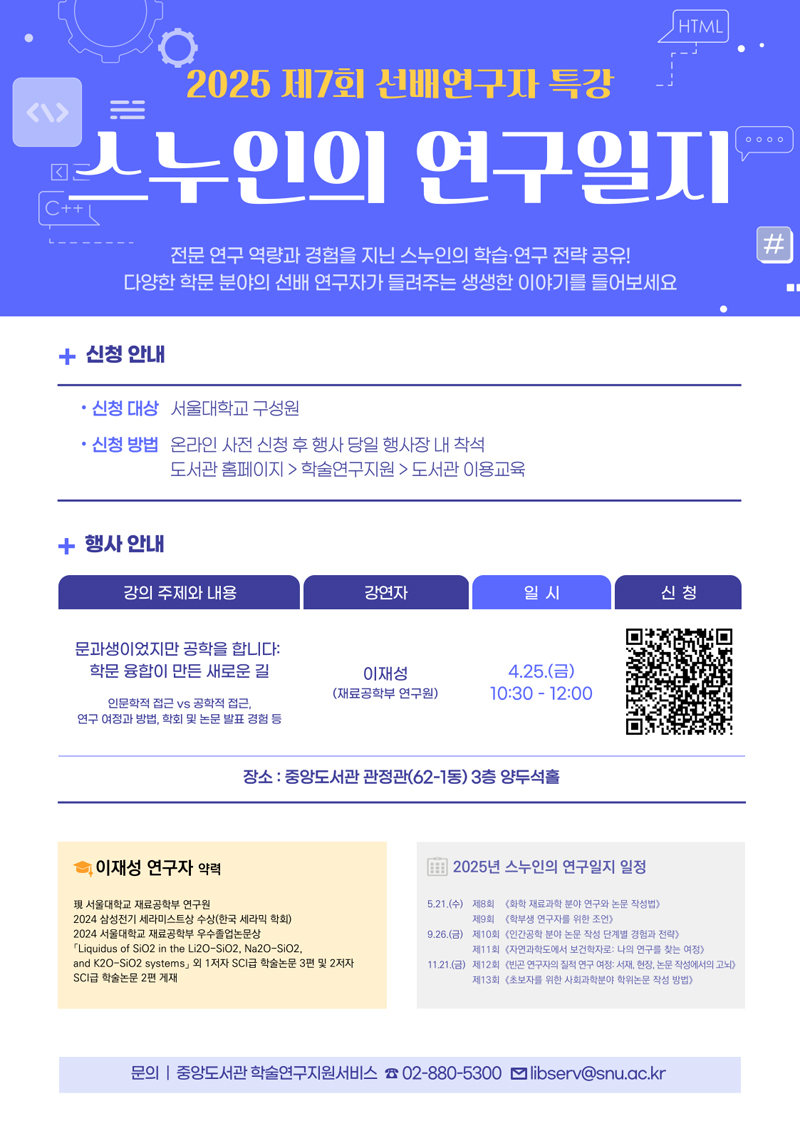 HTML
2025 제7회 선배연구자 특강
스누인의 연구일지
C++
#
전문 연구 역량과 경험을 지닌 스누인의 학습·연구 전략 공유!
다양한 학문 분야의 선배 연구자가 들려주는 생생한 이야기를 들어보세요
+ 신청 안내
• 신청 대상 서울대학교 구성원
• 신청 방법 온라인 사전 신청 후 행사 당일 행사장 내 착석
도서관 홈페이지 > 학술연구지원 > 도서관 이용교육
+ 행사 안내
강의 주제와 내용 강연자 일 시 신 청
문과생이었지만 공학을 합니다:
학문 융합이 만든 새로운 길
인문학적 접근 vs 공학적 접근,
연구 여정과 방법, 학회 및 논문 발표 경험 등
이재성
(재료공학부 연구원)
4.25.(금)
10:30 - 12:00
장소 : 중앙도서관 관정관(62-1동) 3층 양두석홀
이재성 연구자 약력
現 서울대학교 재료공학부 연구원
2024 삼성전기 세라미스트상 수상(한국 세라믹 학회)
2024 서울대학교 재료공학부 우수졸업논문상
「Liquidus of SiO2 in the Li2O-SiO2, Na2O-SiO2,
and K2O-SiO2 systems」 외 1저자 SCI급 학술논문 3편 및 2저자
SCI급 학술논문 2편 게재
2025년 스누인의 연구일지 일정
5.21.(수) 제8회 《화학 재료과학 분야 연구와 논문 작성법》
제9회 《학부생 연구자를 위한 조언》
9.26.(금) 제10회 《인간공학 분야 논문 작성 단계별 경험과 전략》
제11회 《자연과학도에서 보건학자로: 나의 연구를 찾는 여정》
11.21.(금) 제12회 《빈곤 연구자의 질적 연구 여정: 서재, 현장, 논문 작성에서의 고뇌》
제13회 《초보자를 위한 사회과학분야 학위논문 작성 방법》
문의 | 중앙도서관 학술연구지원서비스 ☎ 02-880-5300 ✉ libserv@snu.ac.kr